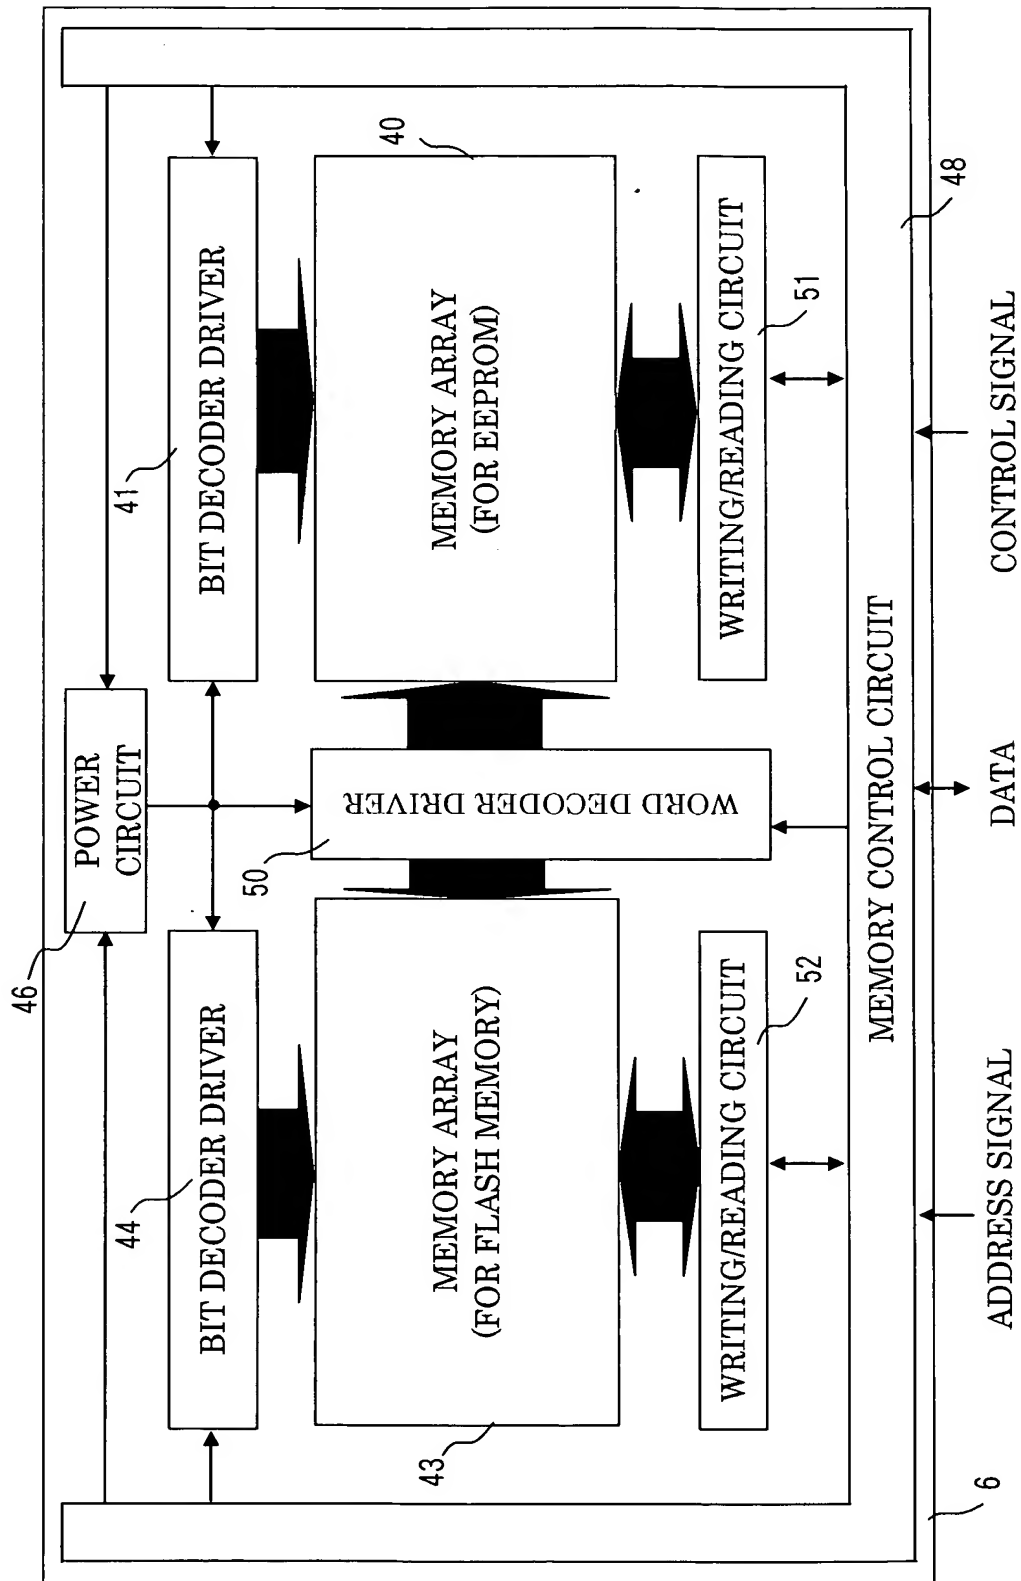 46
POWER
CIRCUIT
44
BIT DECODER DRIVER
41
BIT DECODER DRIVER
43
MEMORY ARRAY
(FOR FLASH MEMORY)
50
WORD DECODER DRIVER
40
MEMORY ARRAY
(FOR EEPROM)
52
WRITING/READING CIRCUIT
51
WRITING/READING CIRCUIT
MEMORY CONTROL CIRCUIT
48
6
ADDRESS SIGNAL
DATA
CONTROL SIGNAL